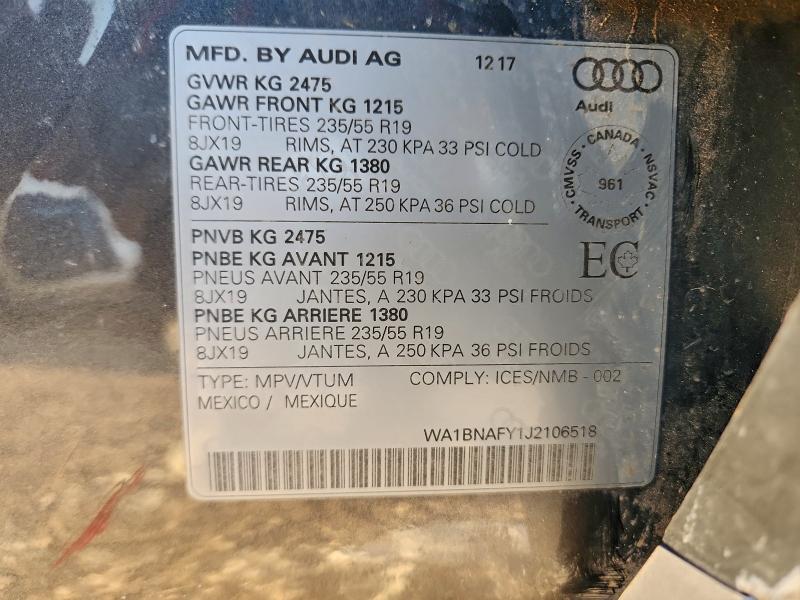 MFD. BY AUDI AG 12 17
GVWR KG 2475
GAWR FRONT KG 1215
Audi
FRONT-TIRES 235/55 R19
8JX19 RIMS, AT 230 KPA 33 PSI COLD
GAWR REAR KG 1380
REAR-TIRES 235/55 R19
8JX19 RIMS, AT 250 KPA 36 PSI COLD
CMVSS · CANADA · NSVAC · TRANSPORT ·
961
PNVB KG 2475
PNBE KG AVANT 1215
EC
PNEUS AVANT 235/55 R19
8JX19 JANTES, A 230 KPA 33 PSI FROIDS
PNBE KG ARRIERE 1380
PNEUS ARRIERE 235/55 R19
8JX19 JANTES, A 250 KPA 36 PSI FROIDS
TYPE: MPV/VTUM COMPLY: ICES/NMB - 002
MEXICO / MEXIQUE
WA1BNAFY1J2106518